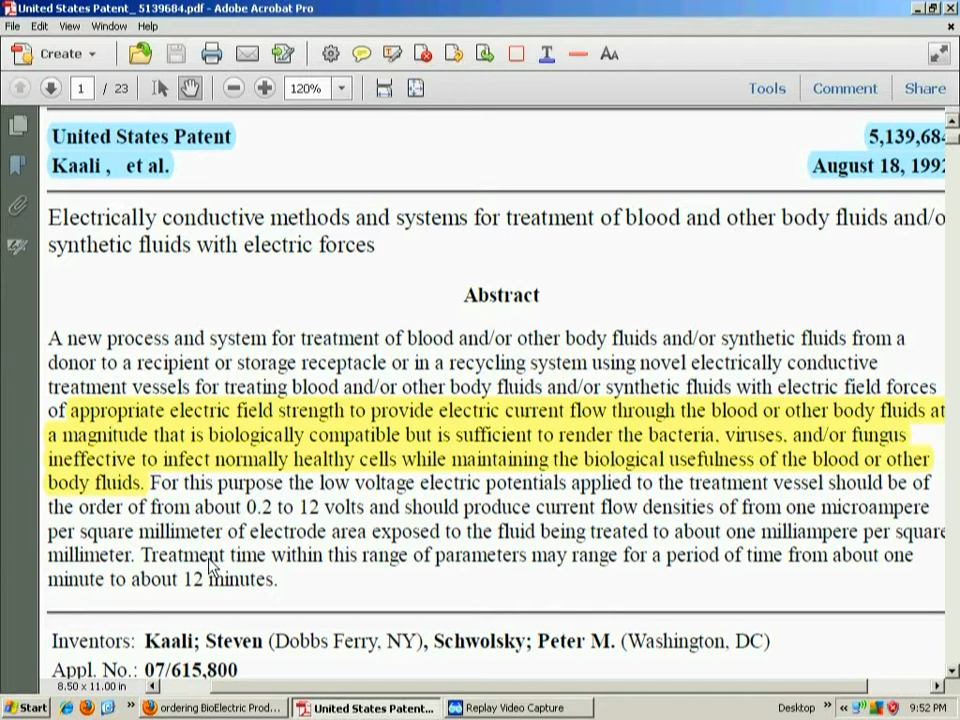 United States Patent_ 5139684.pdf - Adobe Acrobat Pro
File Edit View Window Help
Create
1 / 23 120% Tools Comment Share
United States Patent 5,139,684
Kaali , et al. August 18, 1992
Electrically conductive methods and systems for treatment of blood and other body fluids and/o
synthetic fluids with electric forces
Abstract
A new process and system for treatment of blood and/or other body fluids and/or synthetic fluids from a
donor to a recipient or storage receptacle or in a recycling system using novel electrically conductive
treatment vessels for treating blood and/or other body fluids and/or synthetic fluids with electric field forces
of appropriate electric field strength to provide electric current flow through the blood or other body fluids at
a magnitude that is biologically compatible but is sufficient to render the bacteria, viruses, and/or fungus
ineffective to infect normally healthy cells while maintaining the biological usefulness of the blood or other
body fluids. For this purpose the low voltage electric potentials applied to the treatment vessel should be of
the order of from about 0.2 to 12 volts and should produce current flow densities of from one microampere
per square millimeter of electrode area exposed to the fluid being treated to about one milliampere per square
millimeter. Treatment time within this range of parameters may range for a period of time from about one
minute to about 12 minutes.
Inventors: Kaali; Steven (Dobbs Ferry, NY), Schwolsky; Peter M. (Washington, DC)
Appl. No.: 07/615,800
8.50 x 11.00 in
Start ordering BioElectric Prod... United States Patent... Replay Video Capture Desktop 9:52 PM